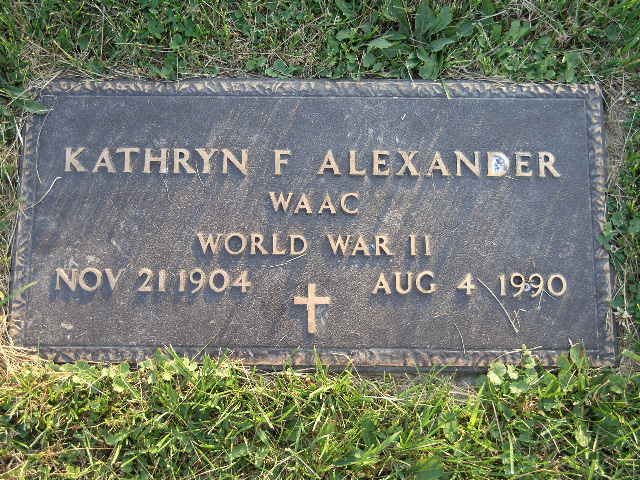 KATHRYN F ALEXANDER
WAAC
WORLD WAR II
NOV 21 1904 AUG 4 1990